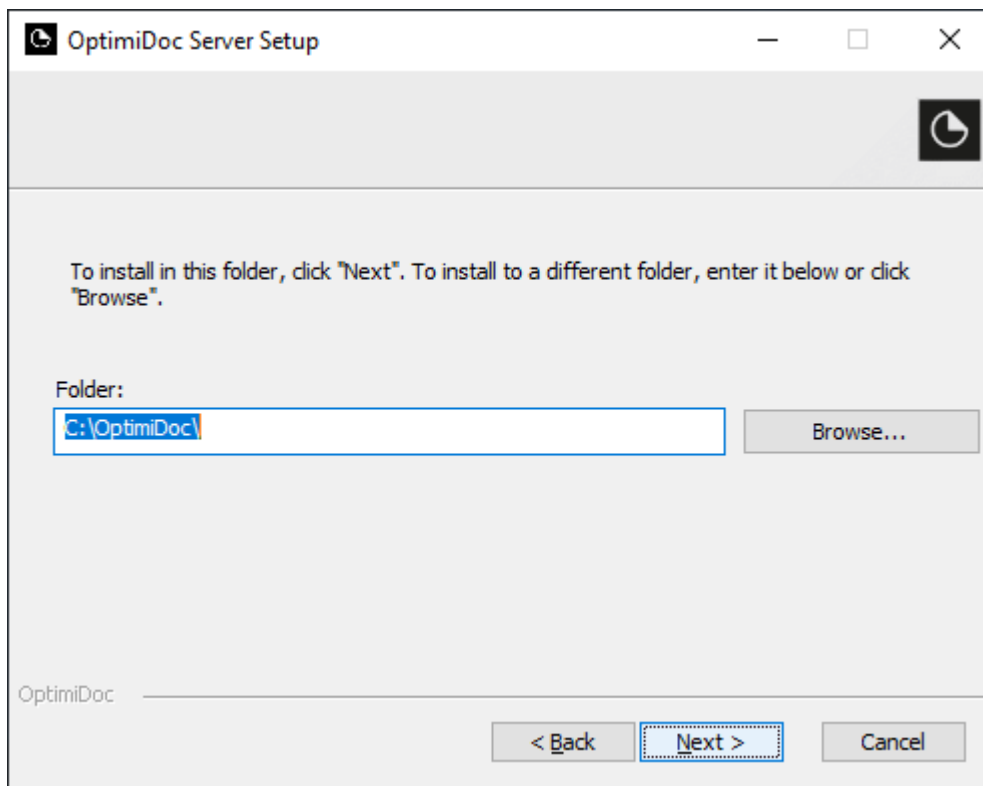 OptimiDoc Server Setup
To install in this folder, click "Next". To install to a different folder, enter it below or click
"Browse".
Folder:
C:\OptimiDoc\
Browse...
OptimiDoc
< Back
Next >
Cancel